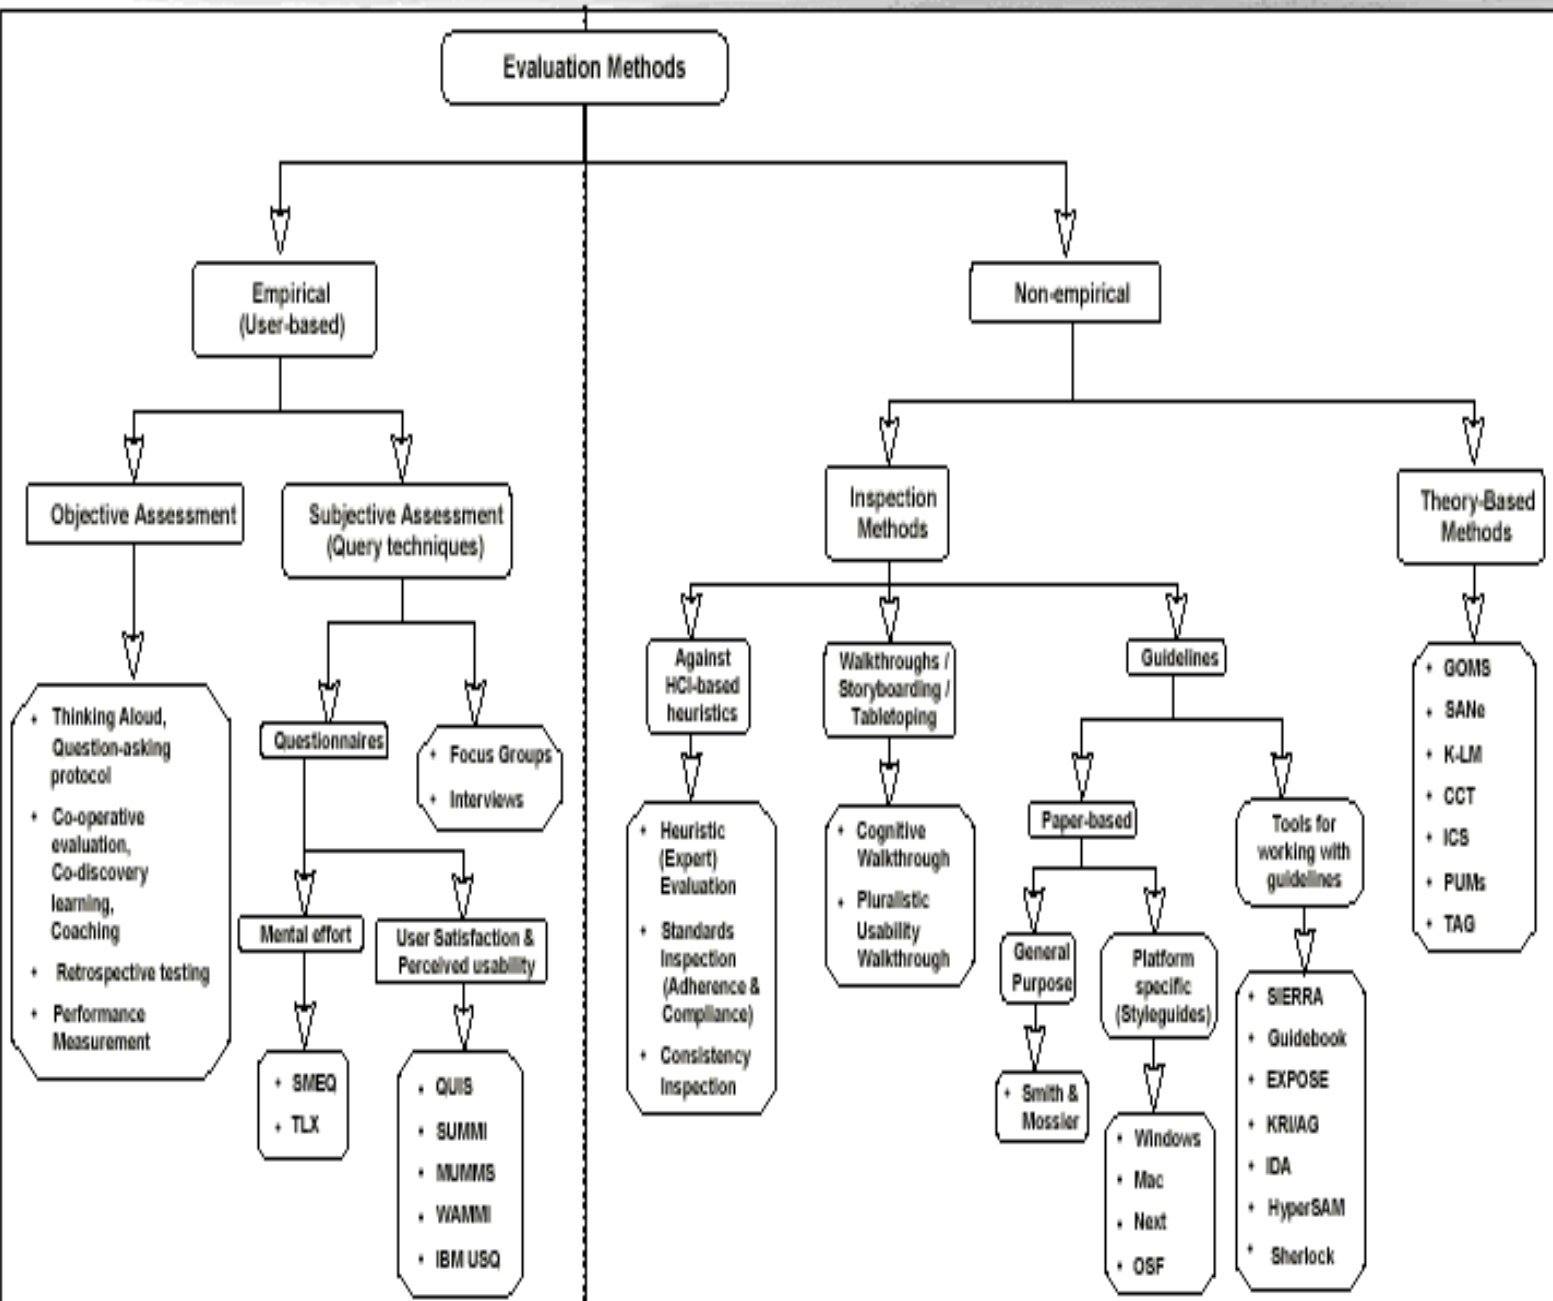 Evaluation Methods
Empirical
(User-based)
Non-empirical
Objective Assessment
Subjective Assessment
(Query techniques)
Inspection
Methods
Theory-Based
Methods
Thinking Aloud,
Question-asking
protocol
Co-operative
evaluation,
Co-discovery
learning,
Coaching
Retrospective testing
Performance
Measurement
Questionnaires
Focus Groups
Interviews
Mental effort
User Satisfaction &
Perceived usability
SMEQ
TLX
QUIS
SUMMI
MUMMS
WAMMI
IBM USQ
Against
HCI-based
heuristics
Walkthroughs /
Storyboarding /
Tabletoping
Guidelines
Heuristic
(Expert)
Evaluation
Standards
Inspection
(Adherence &
Compliance)
Consistency
Inspection
Cognitive
Walkthrough
Pluralistic
Usability
Walkthrough
Paper-based
Tools for
working with
guidelines
General
Purpose
Platform
specific
(Styleguides)
Smith &
Mossier
Windows
Mac
Next
OSF
SIERRA
Guidebook
EXPOSE
KRI/AG
IDA
HyperSAM
Sherlock
GOMS
SANe
K-LM
CCT
ICS
PUMs
TAG